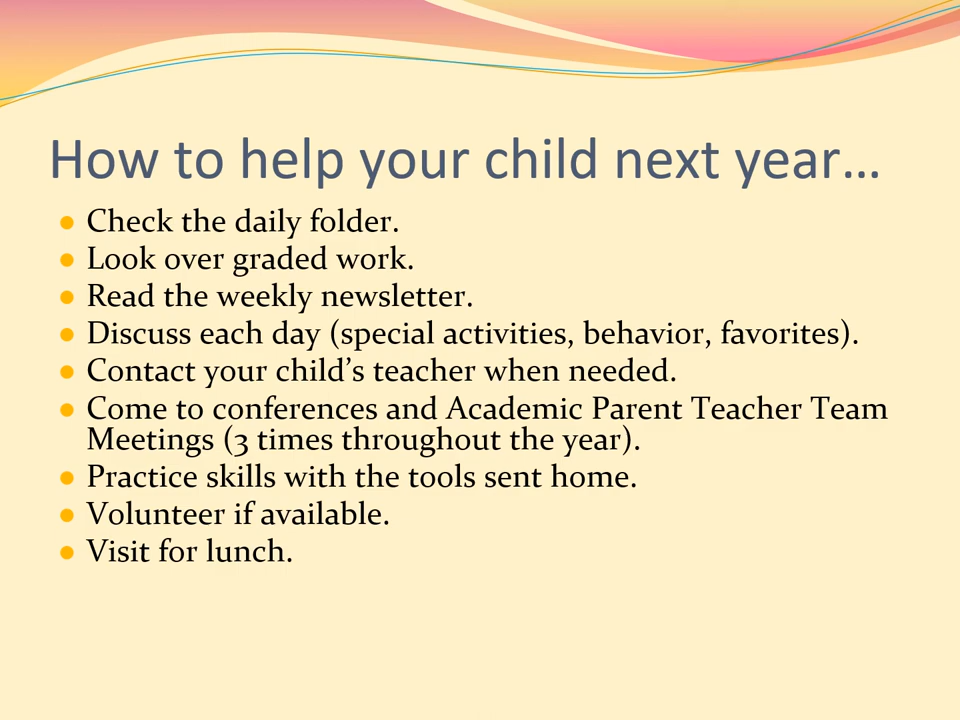 How to help your child next year…
● Check the daily folder.
● Look over graded work.
● Read the weekly newsletter.
● Discuss each day (special activities, behavior, favorites).
● Contact your child’s teacher when needed.
● Come to conferences and Academic Parent Teacher Team
Meetings (3 times throughout the year).
● Practice skills with the tools sent home.
● Volunteer if available.
● Visit for lunch.